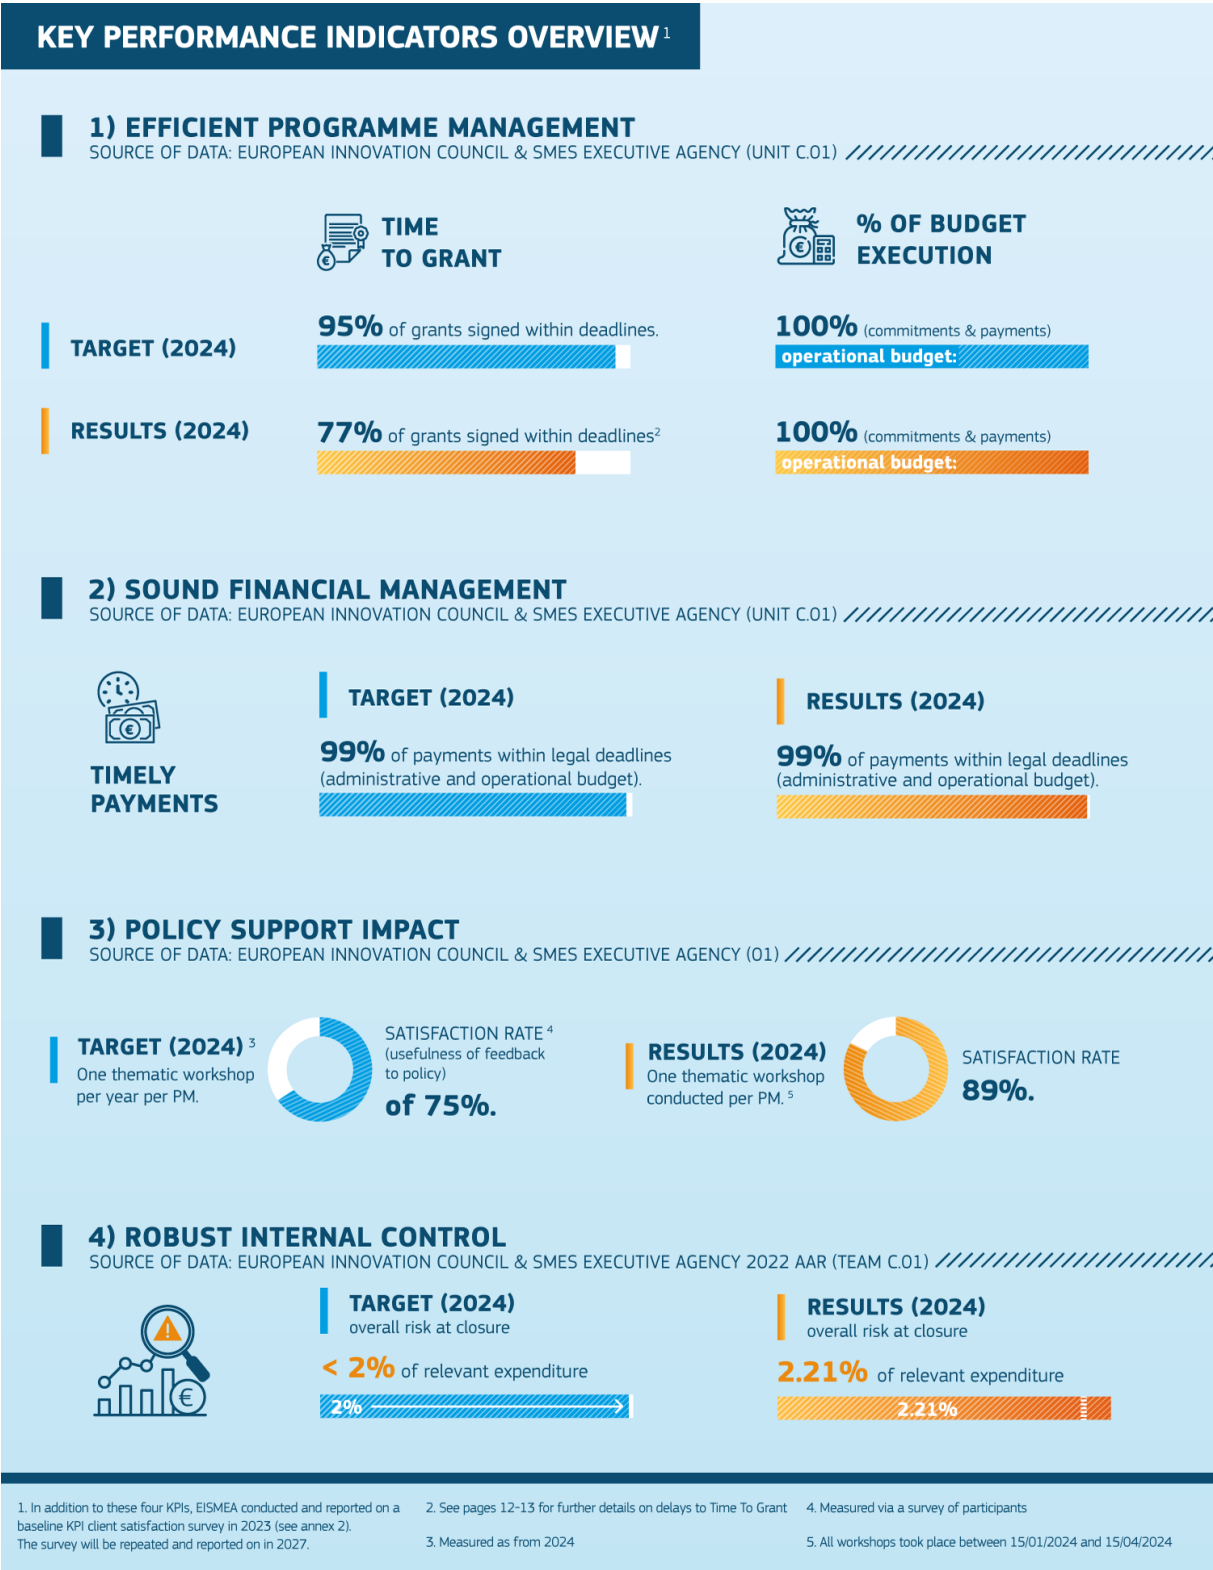 KEY PERFORMANCE INDICATORS OVERVIEW 1
1) EFFICIENT PROGRAMME MANAGEMENT
SOURCE OF DATA: EUROPEAN INNOVATION COUNCIL & SMES EXECUTIVE AGENCY (UNIT C.01)
TIME
TO GRANT
% OF BUDGET
EXECUTION
TARGET (2024)
95% of grants signed within deadlines.
100% (commitments & payments)
operational budget:
RESULTS (2024)
77% of grants signed within deadlines2
100% (commitments & payments)
operational budget:
2) SOUND FINANCIAL MANAGEMENT
SOURCE OF DATA: EUROPEAN INNOVATION COUNCIL & SMES EXECUTIVE AGENCY (UNIT C.01)
TIMELY
PAYMENTS
TARGET (2024)
99% of payments within legal deadlines
(administrative and operational budget).
RESULTS (2024)
99% of payments within legal deadlines
(administrative and operational budget).
3) POLICY SUPPORT IMPACT
SOURCE OF DATA: EUROPEAN INNOVATION COUNCIL & SMES EXECUTIVE AGENCY (01)
TARGET (2024) 3
One thematic workshop
per year per PM.
SATISFACTION RATE 4
(usefulness of feedback
to policy)
of 75%.
RESULTS (2024)
One thematic workshop
conducted per PM. 5
SATISFACTION RATE
89%.
4) ROBUST INTERNAL CONTROL
SOURCE OF DATA: EUROPEAN INNOVATION COUNCIL & SMES EXECUTIVE AGENCY 2022 AAR (TEAM C.01)
TARGET (2024)
overall risk at closure
< 2% of relevant expenditure
2%
RESULTS (2024)
overall risk at closure
2.21% of relevant expenditure
2.21%
1. In addition to these four KPIs, EISMEA conducted and reported on a
baseline KPI client satisfaction survey in 2023 (see annex 2).
The survey will be repeated and reported on in 2027.
2. See pages 12-13 for further details on delays to Time To Grant
3. Measured as from 2024
4. Measured via a survey of participants
5. All workshops took place between 15/01/2024 and 15/04/2024